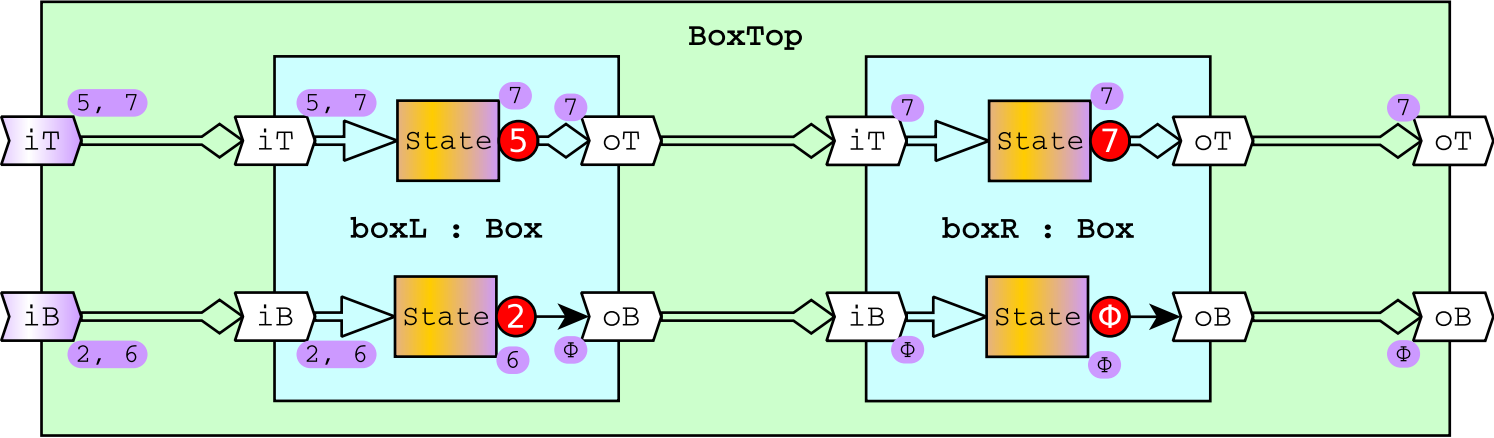 BoxTop
5, 7
5, 7
7
7
7
7
7
iT
iT
State
5
oT
iT
State
7
oT
oT
boxL : Box
boxR : Box
iB
iB
State
2
oB
iB
State
Φ
oB
oB
2, 6
2, 6
6
Φ
Φ
Φ
Φ